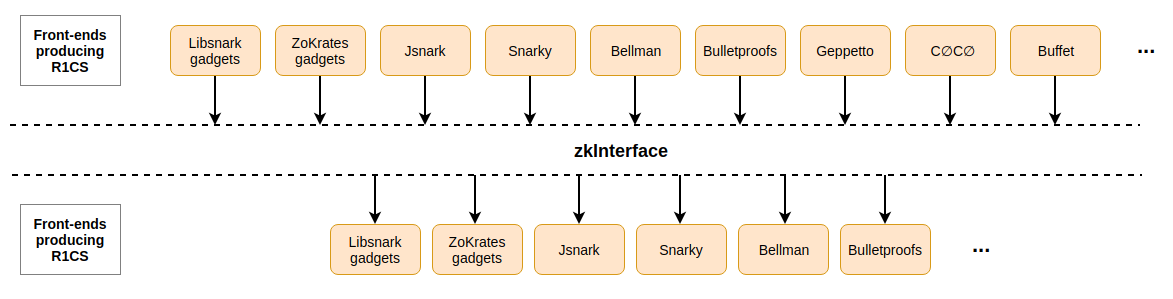 Front-ends
producing
R1CS
Libsnark
gadgets
ZoKrates
gadgets
Jsnark
Snarky
Bellman
Bulletproofs
Geppetto
C∅C∅
Buffet
...
zkInterface
Front-ends
producing
R1CS
Libsnark
gadgets
ZoKrates
gadgets
Jsnark
Snarky
Bellman
Bulletproofs
...